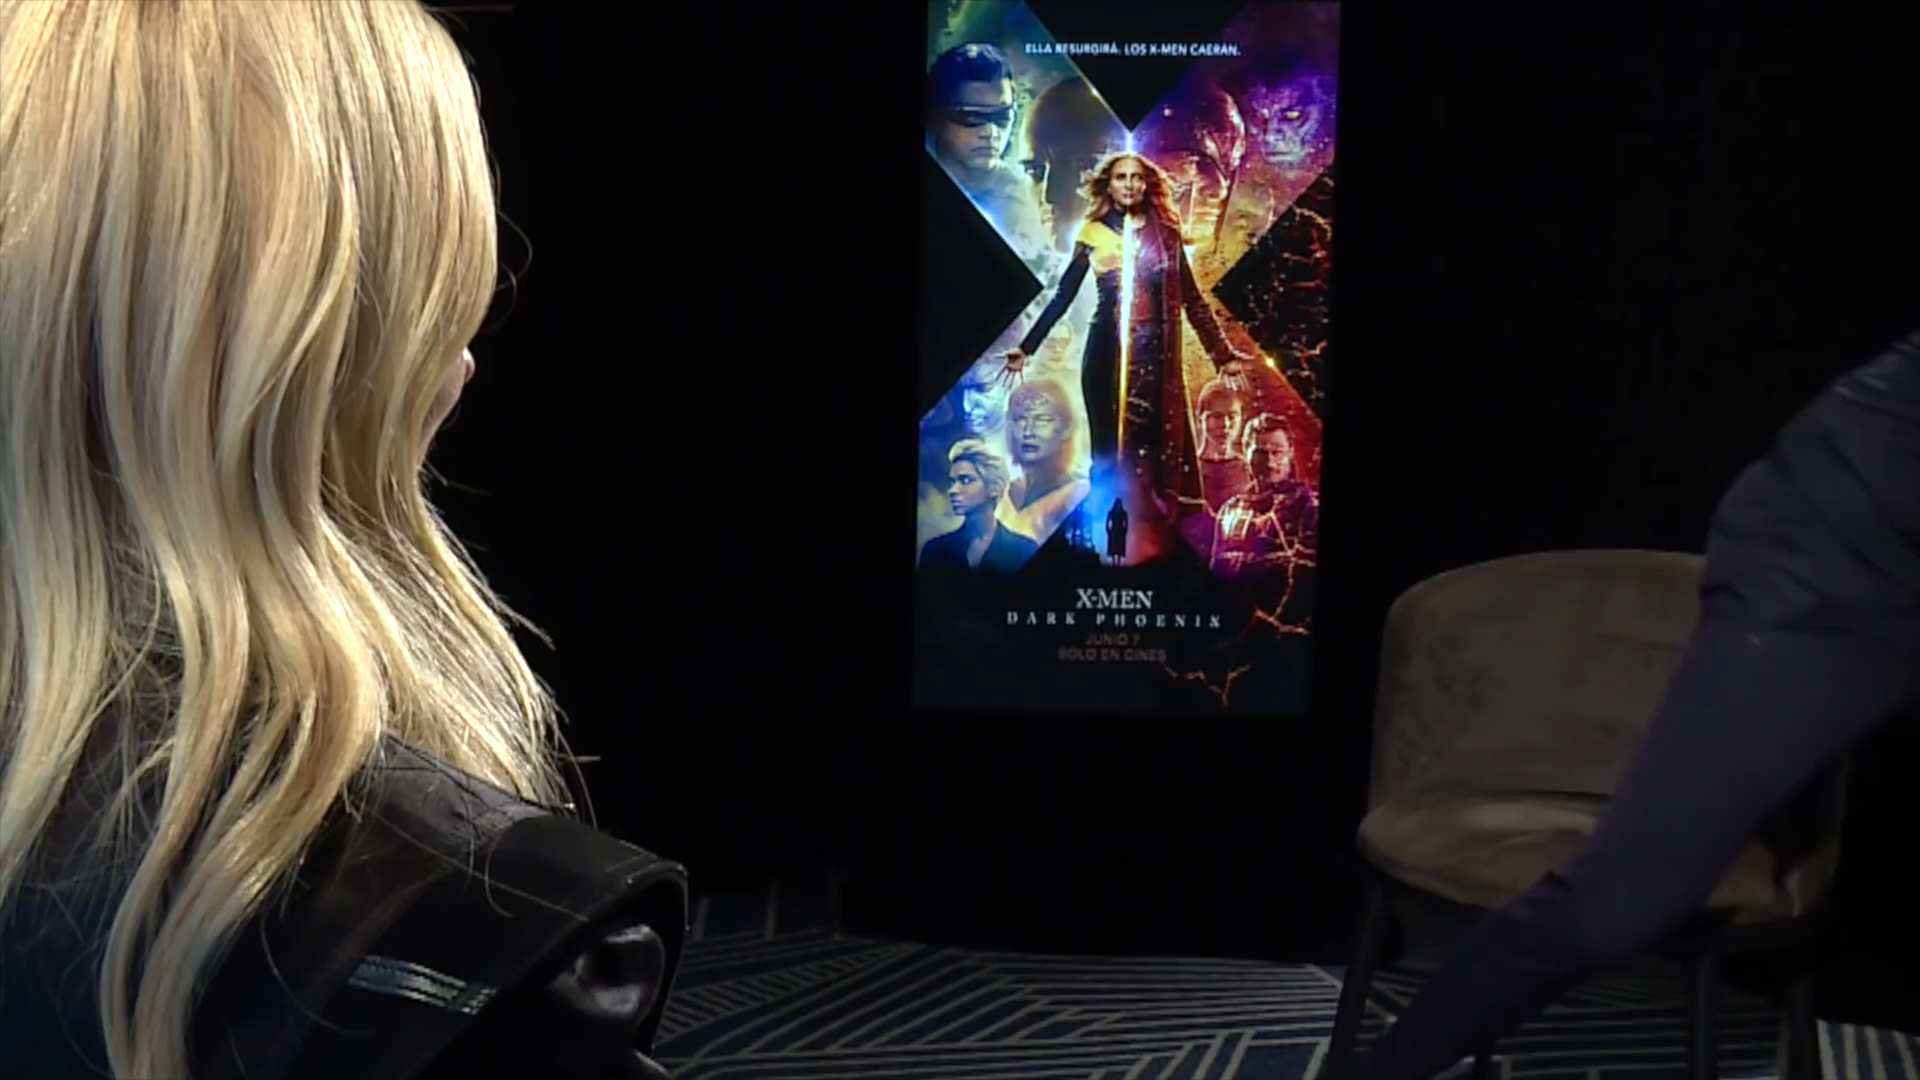 ELLA RESURGIRÁ. LOS X-MEN CAERÁN.
X-MEN
DARK PHOENIX
JUNIO 7
SOLO EN CINES